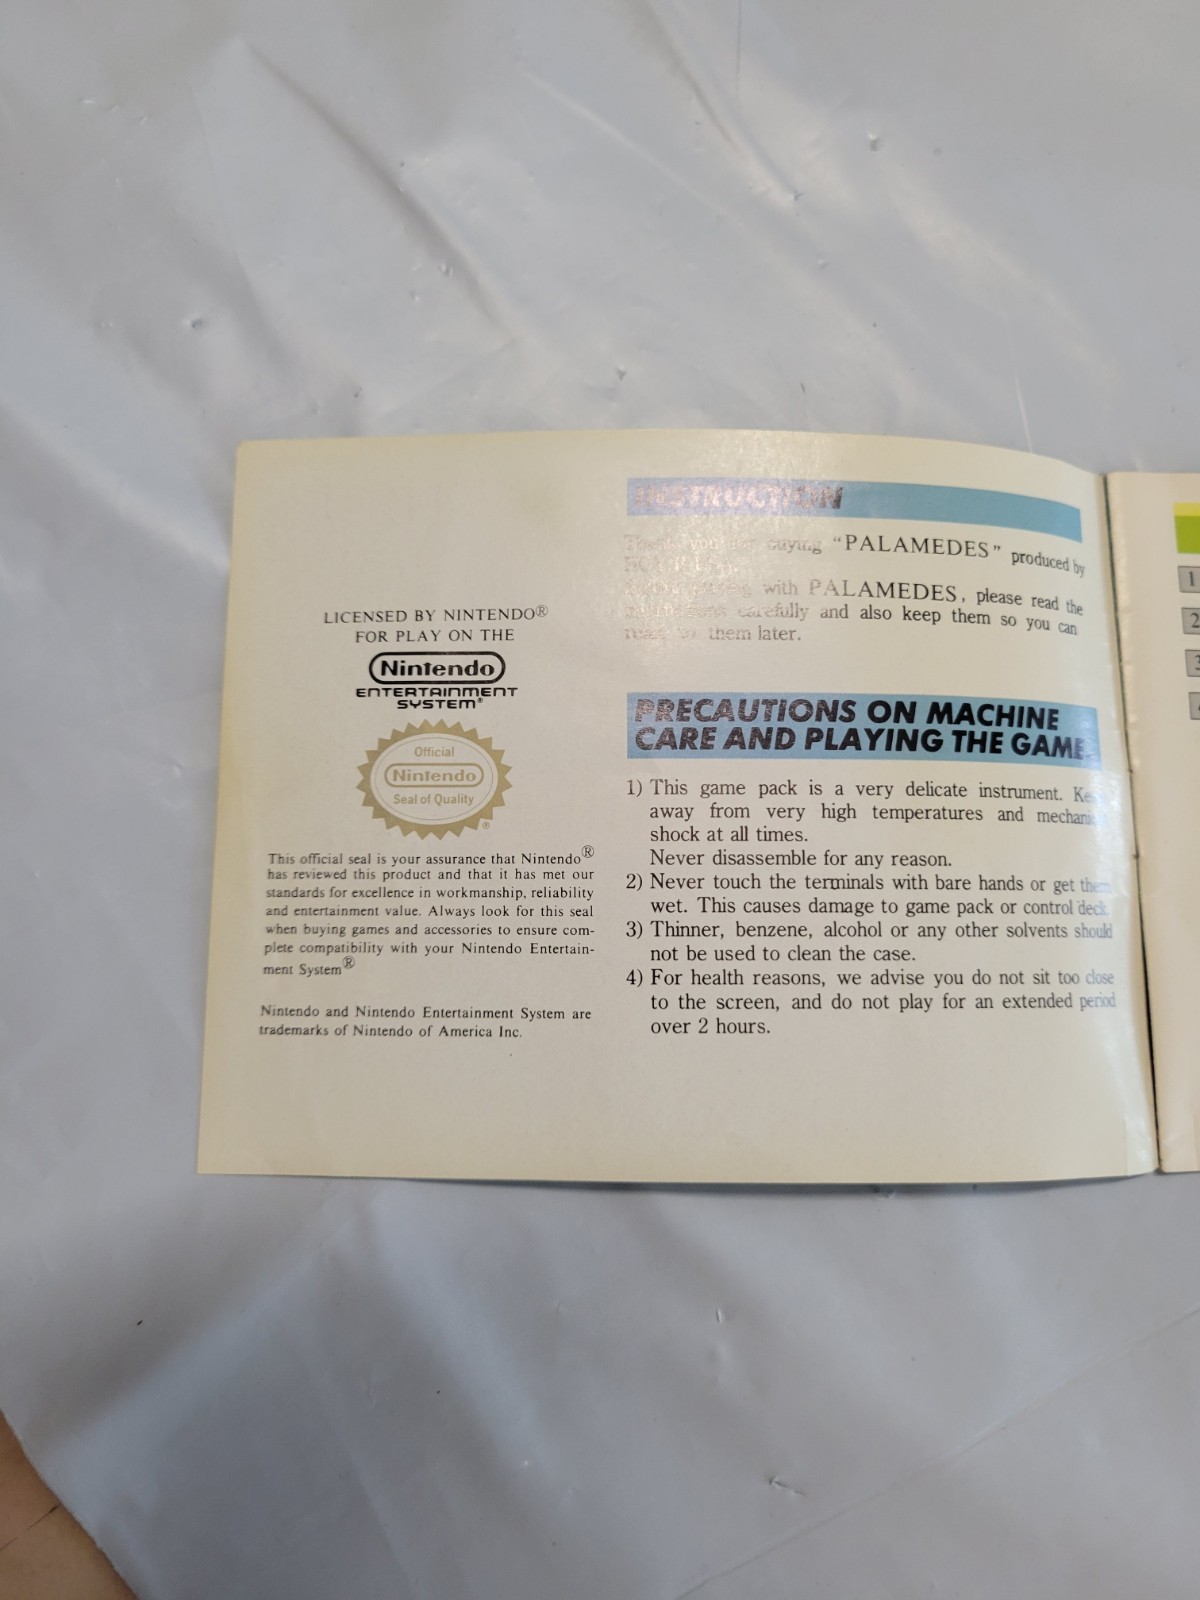 LICENSED BY NINTENDO®
FOR PLAY ON THE
Nintendo
ENTERTAINMENT
SYSTEM®
Official
Nintendo
Seal of Quality
®
This official seal is your assurance that Nintendo®
has reviewed this product and that it has met our
standards for excellence in workmanship, reliability
and entertainment value. Always look for this seal
when buying games and accessories to ensure com-
plete compatibility with your Nintendo Entertain-
ment System®
Nintendo and Nintendo Entertainment System are
trademarks of Nintendo of America Inc.
INSTRUCTION
Thank you for buying “PALAMEDES” produced by
with PALAMEDES, please read the
carefully and also keep them so you can
them later.
PRECAUTIONS ON MACHINE
CARE AND PLAYING THE GAME
1) This game pack is a very delicate instrument.
away from very high temperatures and
shock at all times.
Never disassemble for any reason.
2) Never touch the terminals with bare hands or get them
wet. This causes damage to game pack or control deck.
3) Thinner, benzene, alcohol or any other solvents should
not be used to clean the case.
4) For health reasons, we advise you do not sit too close
to the screen, and do not play for an extended period
over 2 hours.
1
2
3